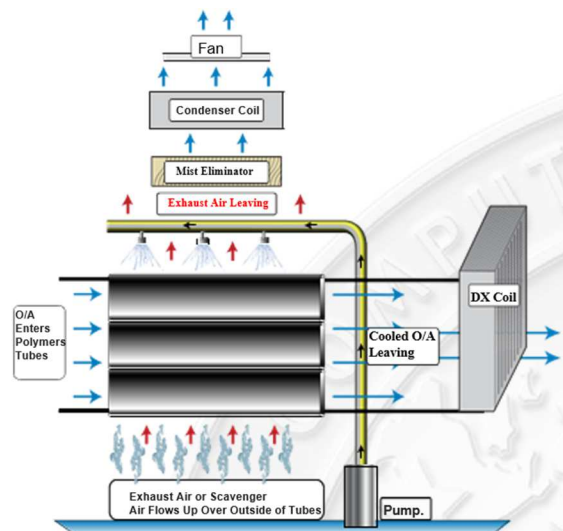 Fan
Condenser Coil
Mist Eliminator
Exhaust Air Leaving
O/A
Enters
Polymers
Tubes
Cooled O/A
Leaving
DX Coil
Exhaust Air or Scavenger
Air Flows Up Over Outside of Tubes
Pump.